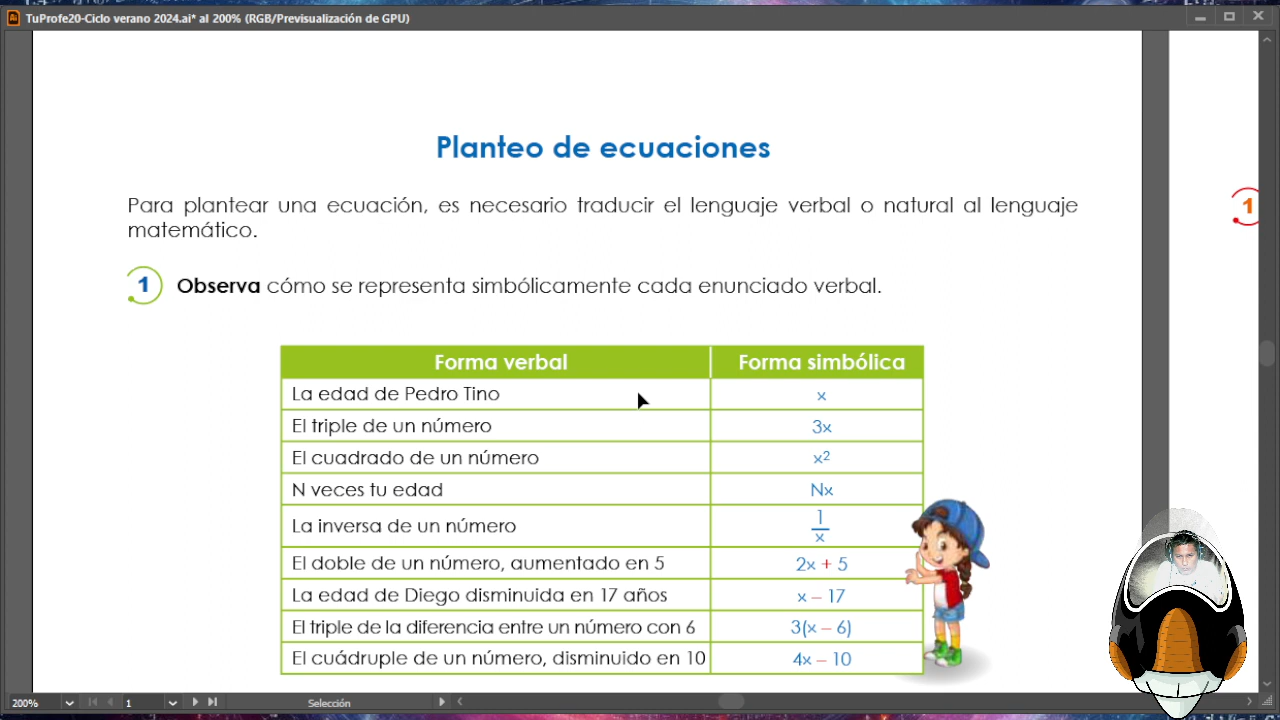 TuProfe20-Ciclo verano 2024.ai* al 200% (RGB/Previsualización de GPU)
Planteo de ecuaciones
Para plantear una ecuación, es necesario traducir el lenguaje verbal o natural al lenguaje
matemático.
1
1 Observa cómo se representa simbólicamente cada enunciado verbal.
Forma verbal Forma simbólica
La edad de Pedro Tino x
El triple de un número 3x
El cuadrado de un número x²
N veces tu edad Nx
La inversa de un número 1/x
El doble de un número, aumentado en 5 2x + 5
La edad de Diego disminuida en 17 años x – 17
El triple de la diferencia entre un número con 6 3(x – 6)
El cuádruple de un número, disminuido en 10 4x – 10
200% 1 Selección